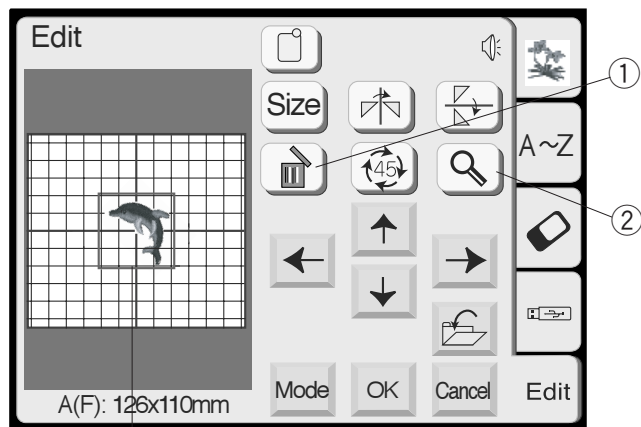 Edit
①
Size
A~Z
45
②
Mode
OK
Cancel
Edit
A(F): 126x110mm